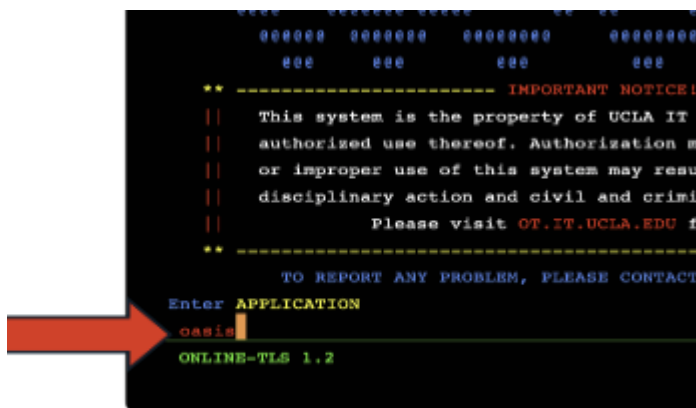 ** ----------------------- IMPORTANT NOTICE!
|| This system is the property of UCLA IT
|| authorized use thereof. Authorization m
|| or improper use of this system may resu
|| disciplinary action and civil and crimi
|| Please visit OT.IT.UCLA.EDU f
** -----------------------------------------
TO REPORT ANY PROBLEM, PLEASE CONTACT
Enter APPLICATION
oasis
ONLINE-TLS 1.2